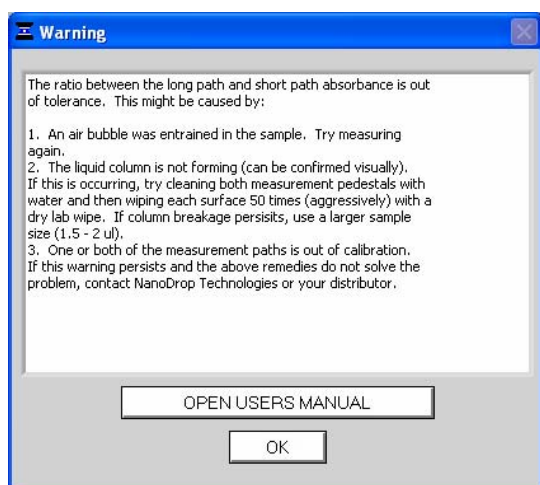 Warning
The ratio between the long path and short path absorbance is out
of tolerance. This might be caused by:
1. An air bubble was entrained in the sample. Try measuring
again.
2. The liquid column is not forming (can be confirmed visually).
If this is occurring, try cleaning both measurement pedestals with
water and then wiping each surface 50 times (aggressively) with a
dry lab wipe. If column breakage persisits, use a larger sample
size (1.5 - 2 ul).
3. One or both of the measurement paths is out of calibration.
If this warning persists and the above remedies do not solve the
problem, contact NanoDrop Technologies or your distributor.
OPEN USERS MANUAL
OK